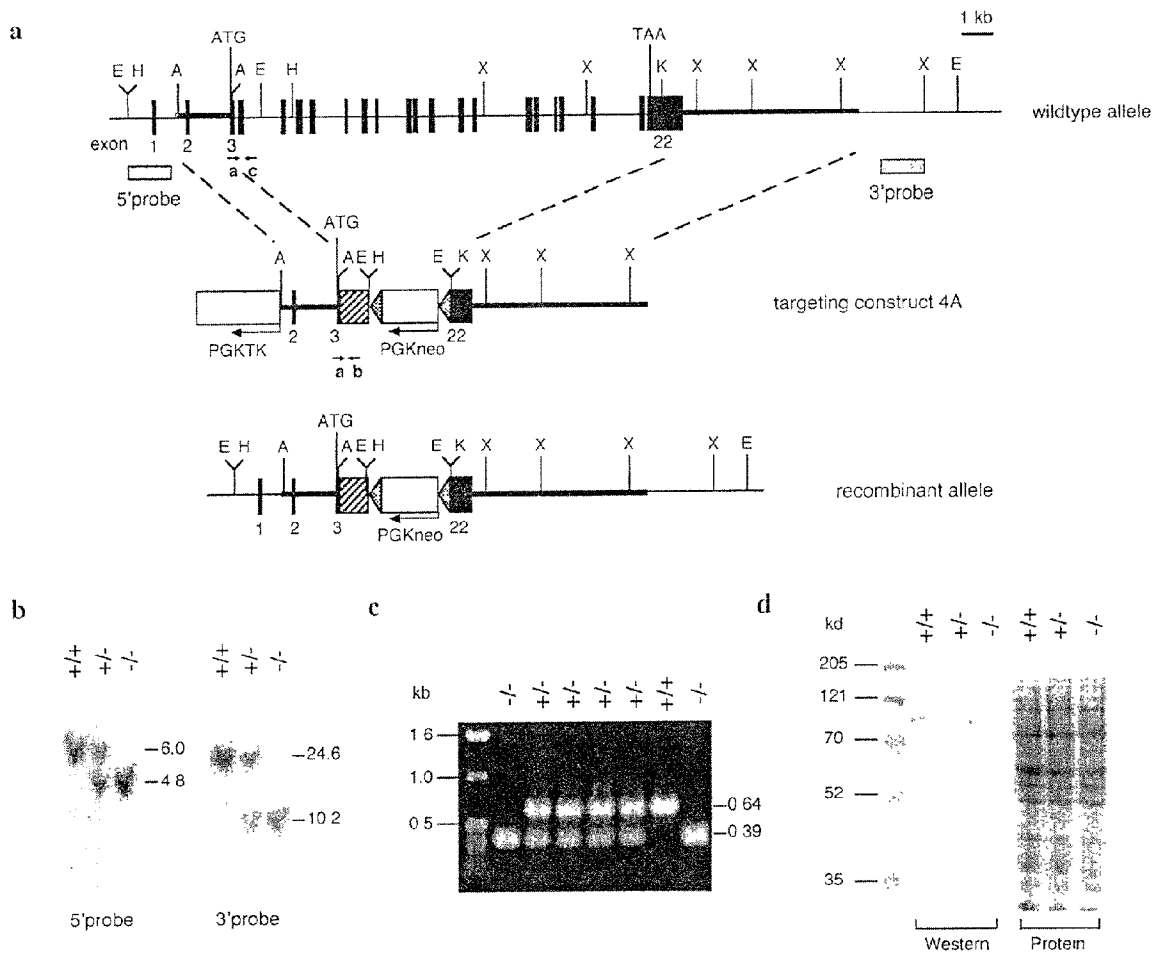 a
1 kb
ATG
TAA
E H A A E H X X K X X X X E
wildtype allele
exon 1 2 3 22
a c
5'probe
3'probe
ATG
A A E H E K X X X
targeting construct 4A
PGKTK 2 3 PGKneo 22
a b
ATG
E H A A E H E K X X X X E
recombinant allele
1 2 3 PGKneo 22
b
+/+ +/- -/- +/+ +/- -/-
–6.0
–4 8
–24.6
–10 2
5'probe 3'probe
c
kb -/- +/- +/- +/- +/- +/+ -/-
1 6
1.0
0 5
–0 64
–0 39
d
kd +/+ +/- -/- +/+ +/- -/-
205
121
70
52
35
Western Protein